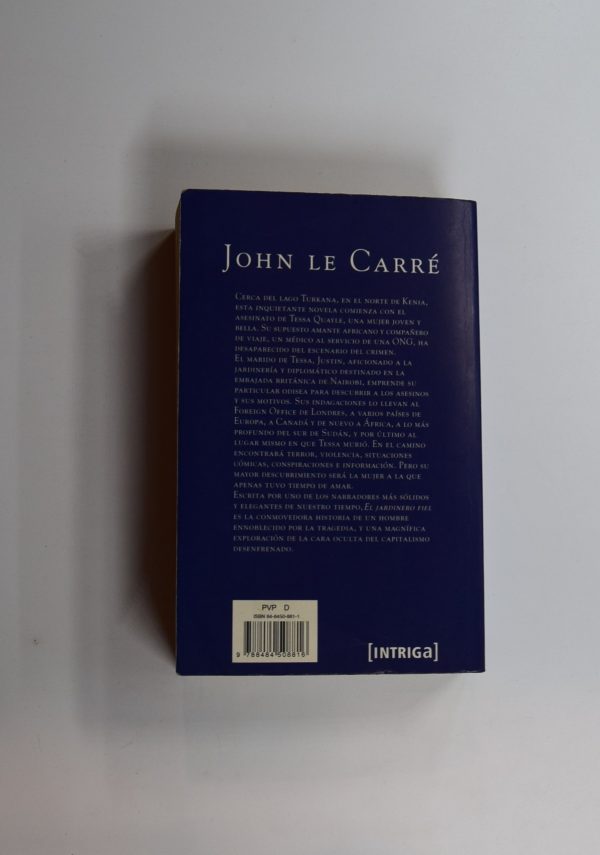 JOHN LE CARRÉ
CERCA DEL LAGO TURKANA, EN EL NORTE DE KENIA,
ESTA INQUIETANTE NOVELA COMIENZA CON EL
ASESINATO DE TESSA QUAYLE, UNA MUJER JOVEN Y
BELLA. SU SUPUESTO AMANTE AFRICANO Y COMPAÑERO
DE VIAJE, UN MÉDICO AL SERVICIO DE UNA ONG, HA
DESAPARECIDO DEL ESCENARIO DEL CRIMEN.
EL MARIDO DE TESSA, JUSTIN, AFICIONADO A LA
JARDINERÍA Y DIPLOMÁTICO DESTINADO EN LA
EMBAJADA BRITÁNICA DE NAIROBI, EMPRENDE SU
PARTICULAR ODISEA PARA DESCUBRIR A LOS ASESINOS
Y SUS MOTIVOS. SUS INDAGACIONES LO LLEVAN AL
FOREIGN OFFICE DE LONDRES, A VARIOS PAÍSES DE
EUROPA, A CANADÁ Y DE NUEVO A ÁFRICA, A LO MÁS
PROFUNDO DEL SUR DE SUDÁN, Y POR ÚLTIMO AL
LUGAR MISMO EN QUE TESSA MURIÓ. EN EL CAMINO
ENCONTRARÁ TERROR, VIOLENCIA, SITUACIONES
CÓMICAS, CONSPIRACIONES E INFORMACIÓN. PERO SU
MAYOR DESCUBRIMIENTO SERÁ LA MUJER A LA QUE
APENAS TUVO TIEMPO DE AMAR.
ESCRITA POR UNO DE LOS NARRADORES MÁS SÓLIDOS
Y ELEGANTES DE NUESTRO TIEMPO, EL JARDINERO FIEL
ES LA CONMOVEDORA HISTORIA DE UN HOMBRE
ENNOBLECIDO POR LA TRAGEDIA, Y UNA MAGNÍFICA
EXPLORACIÓN DE LA CARA OCULTA DEL CAPITALISMO
DESENFRENADO.
PVP D
ISBN 84-8450-881-1
9 788484 508816
[INTRIGa]